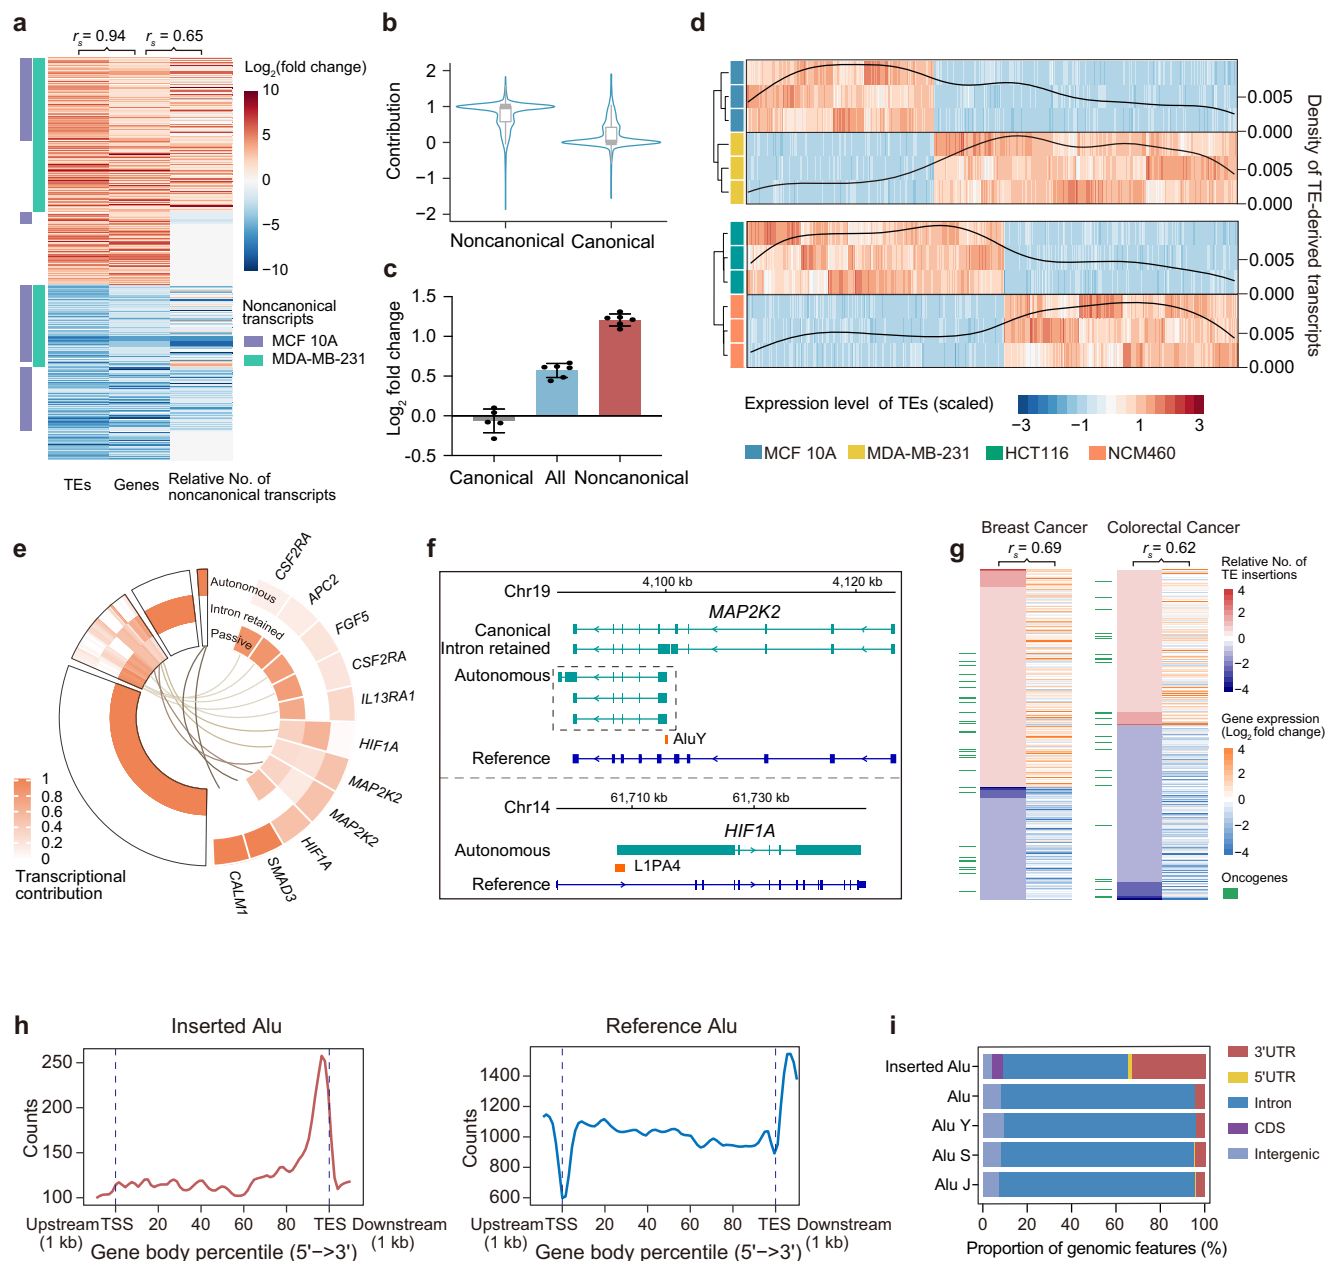 a
rs= 0.94 rs= 0.65
Log2(fold change)
10
5
0
−5
−10
Noncanonical
transcripts
MCF 10A
MDA-MB-231
TEs Genes Relative No. of
noncanonical transcripts
b
Contribution
2
1
0
−1
−2
Noncanonical Canonical
c
Log2 fold change
1.5
1.0
0.5
0.0
-0.5
Canonical All Noncanonical
d
0.005
0.000
0.005
0.000
0.005
0.000
0.005
0.000
Density of TE-derived transcripts
Expression level of TEs (scaled)
−3 −1 1 3
MCF 10A MDA-MB-231 HCT116 NCM460
e
Autonomous
Intron retained
Passive
CSF2RA
APC2
FGF5
CSF2RA
IL13RA1
HIF1A
MAP2K2
MAP2K2
HIF1A
SMAD3
CALM1
1
0.8
0.6
0.4
0.2
0
Transcriptional
contribution
f
4,100 kb 4,120 kb
Chr19
MAP2K2
Canonical
Intron retained
Autonomous
AluY
Reference
Chr14
61,710 kb 61,730 kb
HIF1A
Autonomous
L1PA4
Reference
g
Breast Cancer Colorectal Cancer
rs= 0.69 rs= 0.62
Relative No. of
TE insertions
4
2
0
−2
−4
Gene expression
(Log2 fold change)
4
2
0
−2
−4
Oncogenes
h
Inserted Alu
Counts
250
200
150
100
Upstream TSS 20 40 60 80 TES Downstream
(1 kb) (1 kb)
Gene body percentile (5'−>3')
Reference Alu
Counts
1400
1200
1000
800
600
Upstream TSS 20 40 60 80 TES Downstream
(1 kb) (1 kb)
Gene body percentile (5'−>3')
i
Inserted Alu
Alu
Alu Y
Alu S
Alu J
0 20 40 60 80 100
Proportion of genomic features (%)
3'UTR
5'UTR
Intron
CDS
Intergenic